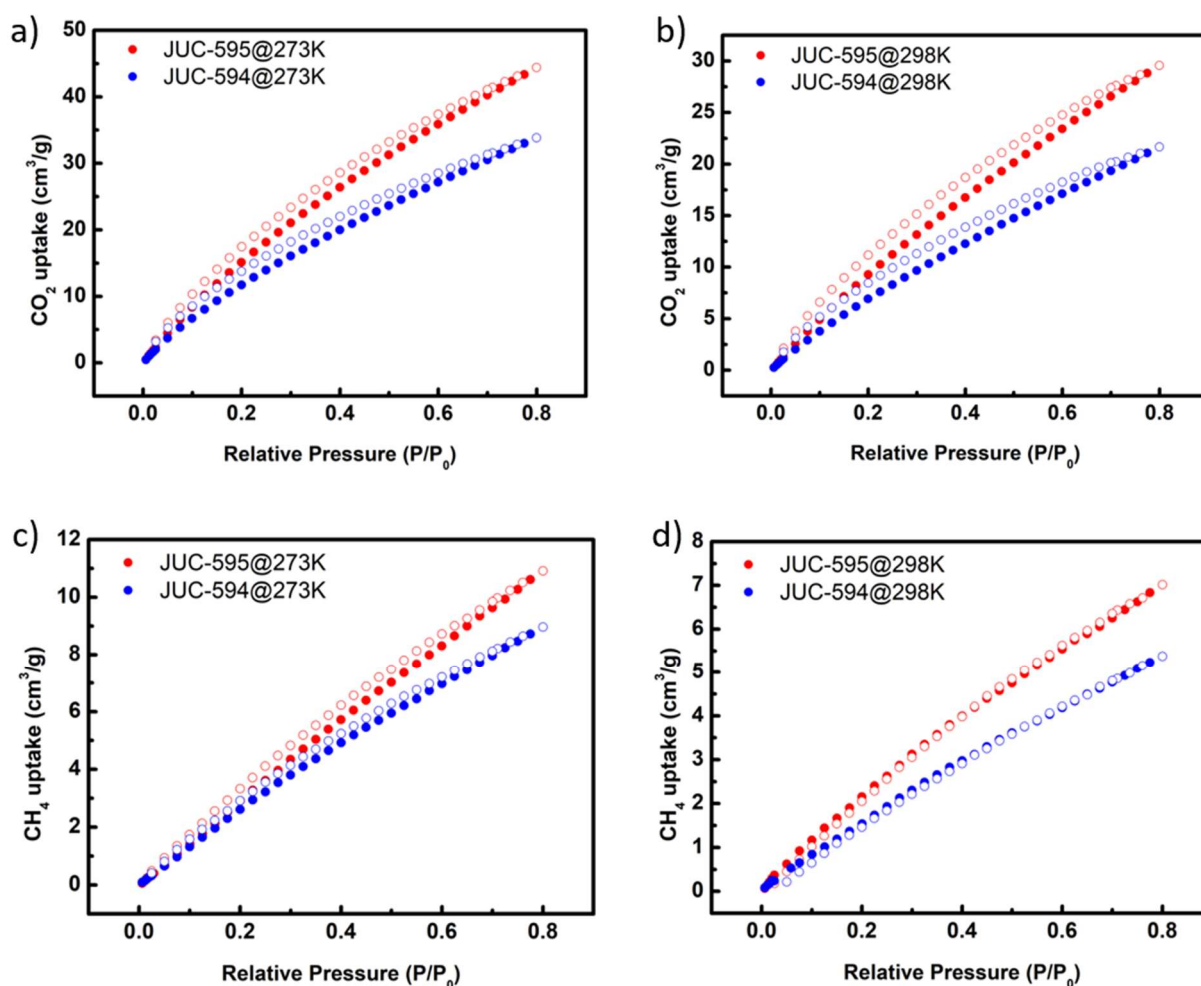 a)
JUC-595@273K
JUC-594@273K
CO₂ uptake (cm³/g)
50
40
30
20
10
0
0.0 0.2 0.4 0.6 0.8
Relative Pressure (P/P₀)
b)
JUC-595@298K
JUC-594@298K
CO₂ uptake (cm³/g)
30
25
20
15
10
5
0
0.0 0.2 0.4 0.6 0.8
Relative Pressure (P/P₀)
c)
JUC-595@273K
JUC-594@273K
CH₄ uptake (cm³/g)
12
10
8
6
4
2
0
0.0 0.2 0.4 0.6 0.8
Relative Pressure (P/P₀)
d)
JUC-595@298K
JUC-594@298K
CH₄ uptake (cm³/g)
8
7
6
5
4
3
2
1
0
0.0 0.2 0.4 0.6 0.8
Relative Pressure (P/P₀)